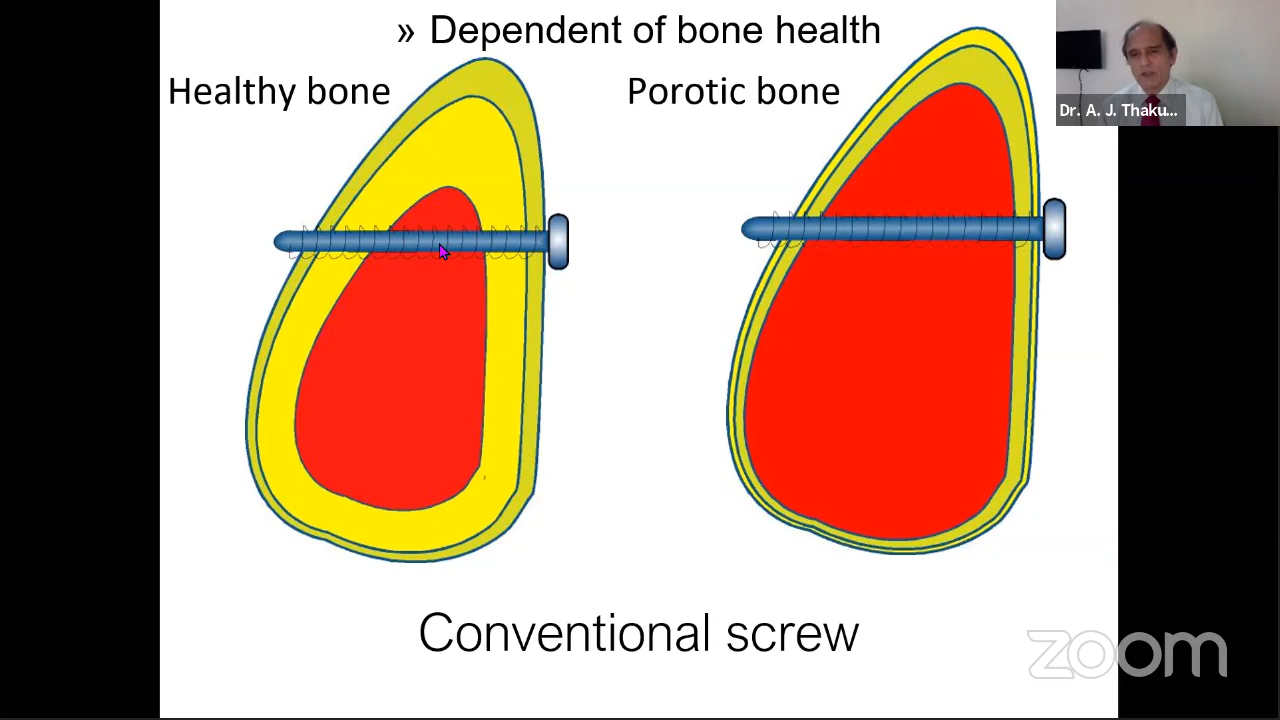 » Dependent of bone health
Healthy bone
Porotic bone
Dr. A. J. Thaku...
Conventional screw
zoom